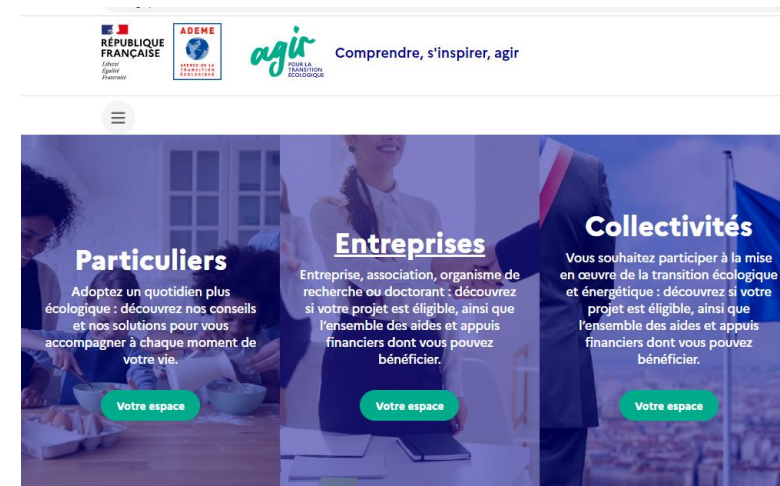 RÉPUBLIQUE
FRANÇAISE
Liberté
Égalité
Fraternité
ADEME
AGENCE DE LA
TRANSITION
ÉCOLOGIQUE
agir
POUR LA
TRANSITION
ÉCOLOGIQUE
Comprendre, s'inspirer, agir
Particuliers
Adoptez un quotidien plus
écologique : découvrez nos conseils
et nos solutions pour vous
accompagner à chaque moment de
votre vie.
Votre espace
Entreprises
Entreprise, association, organisme de
recherche ou doctorant : découvrez
si votre projet est éligible, ainsi que
l'ensemble des aides et appuis
financiers dont vous pouvez
bénéficier.
Votre espace
Collectivités
Vous souhaitez participer à la mise
en œuvre de la transition écologique
et énergétique : découvrez si votre
projet est éligible, ainsi que
l'ensemble des aides et appuis
financiers dont vous pouvez
bénéficier.
Votre espace